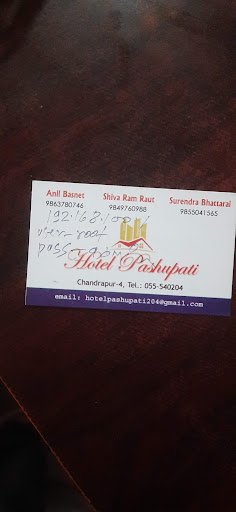 Anil Basnet Shiva Ram Raut Surendra Bhattarai
9863780746 9849760988 9855041565
192.168.100.1
user root
pass
Hotel Pashupati
Chandrapur-4, Tel.: 055-540204
email: hotelpashupati204@gmail.com